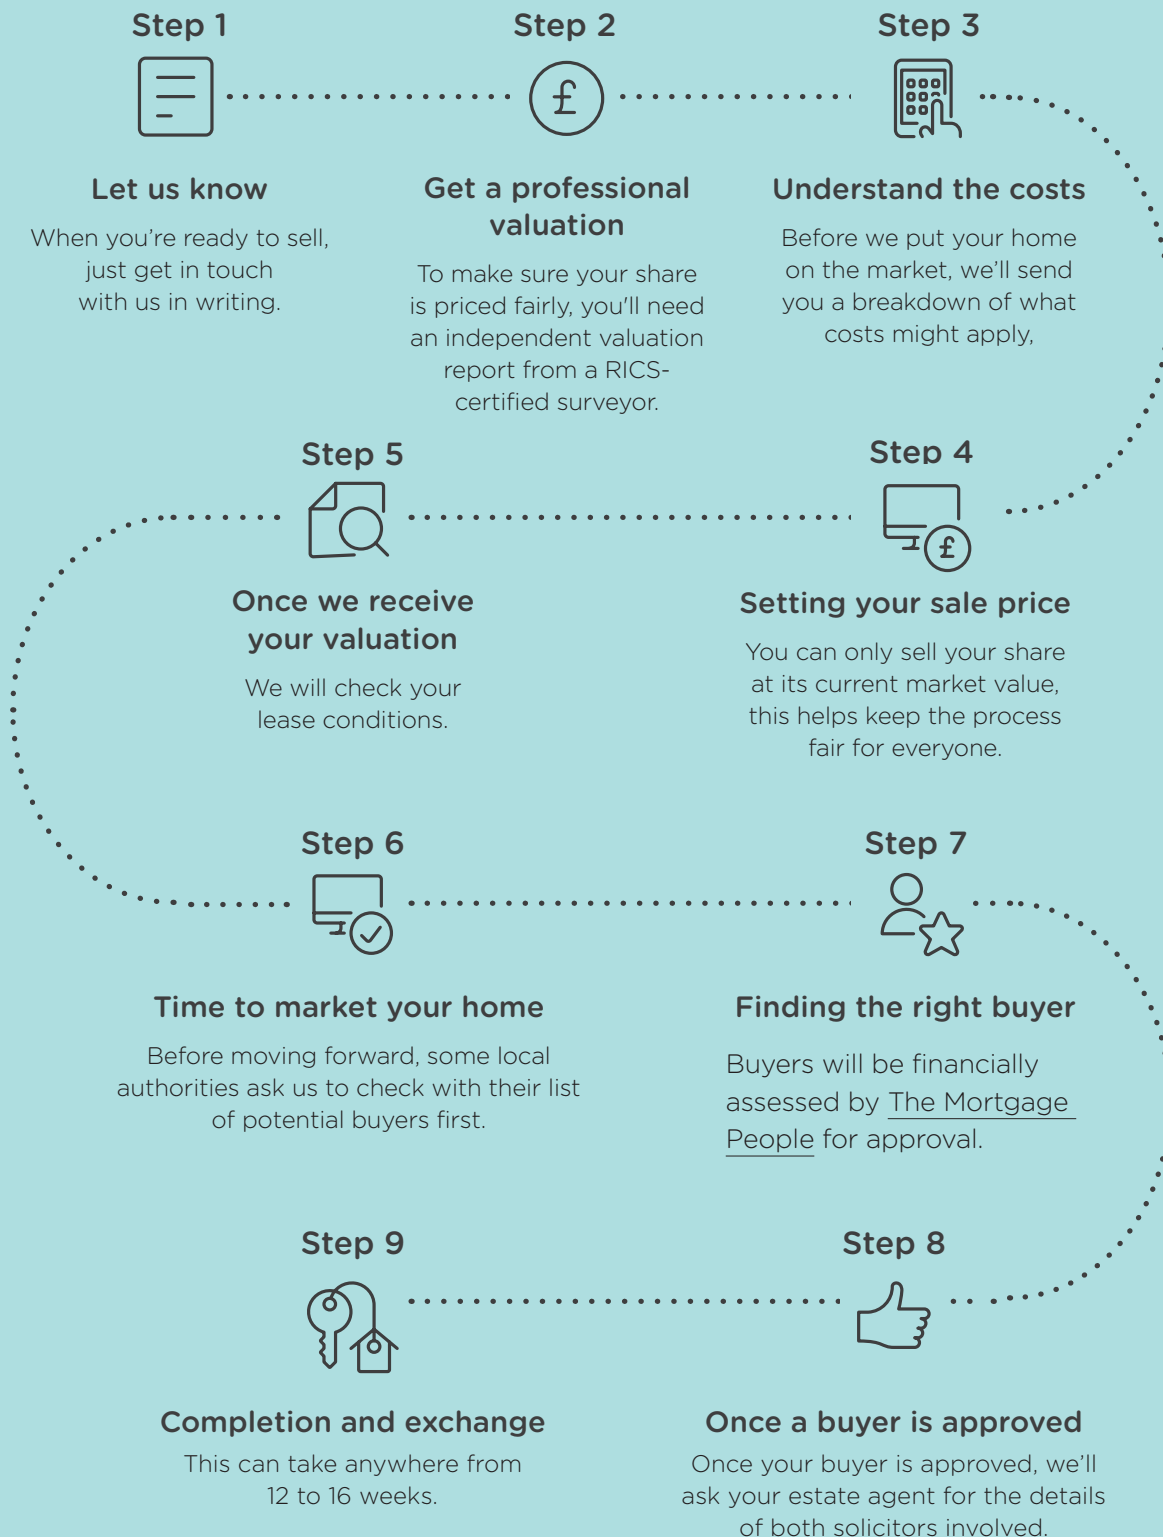 Step 1
Let us know
When you’re ready to sell,
just get in touch
with us in writing.
Step 2
£
Get a professional
valuation
To make sure your share
is priced fairly, you'll need
an independent valuation
report from a RICS-
certified surveyor.
Step 3
Understand the costs
Before we put your home
on the market, we’ll send
you a breakdown of what
costs might apply,
Step 4
£
Setting your sale price
You can only sell your share
at its current market value,
this helps keep the process
fair for everyone.
Step 5
Once we receive
your valuation
We will check your
lease conditions.
Step 6
Time to market your home
Before moving forward, some local
authorities ask us to check with their list
of potential buyers first.
Step 7
Finding the right buyer
Buyers will be financially
assessed by The Mortgage
People for approval.
Step 8
Once a buyer is approved
Once your buyer is approved, we’ll
ask your estate agent for the details
of both solicitors involved.
Step 9
Completion and exchange
This can take anywhere from
12 to 16 weeks.